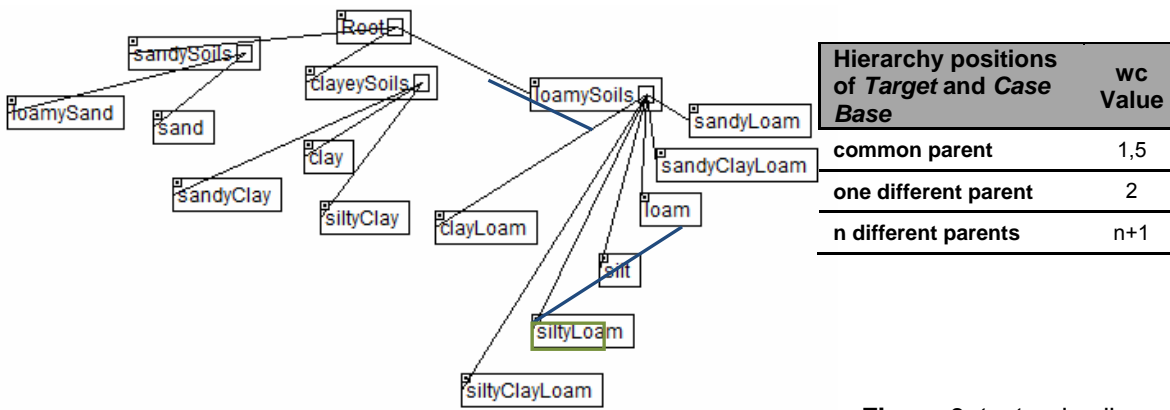 Root
sandySoils
clayeySoils
loamySoils
loamySand
sand
sandyLoam
clay
sandyClayLoam
sandyClay
siltyClay
loam
clayLoam
silt
siltyLoam
siltyClayLoam
Hierarchy positions
of Target and Case
Base
wc
Value
common parent 1,5
one different parent 2
n different parents n+1